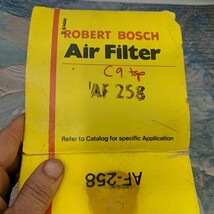 ROBERT BOSCH
Air Filter
C9 top
AF 258
Refer to Catalog for specific Application
AF-258